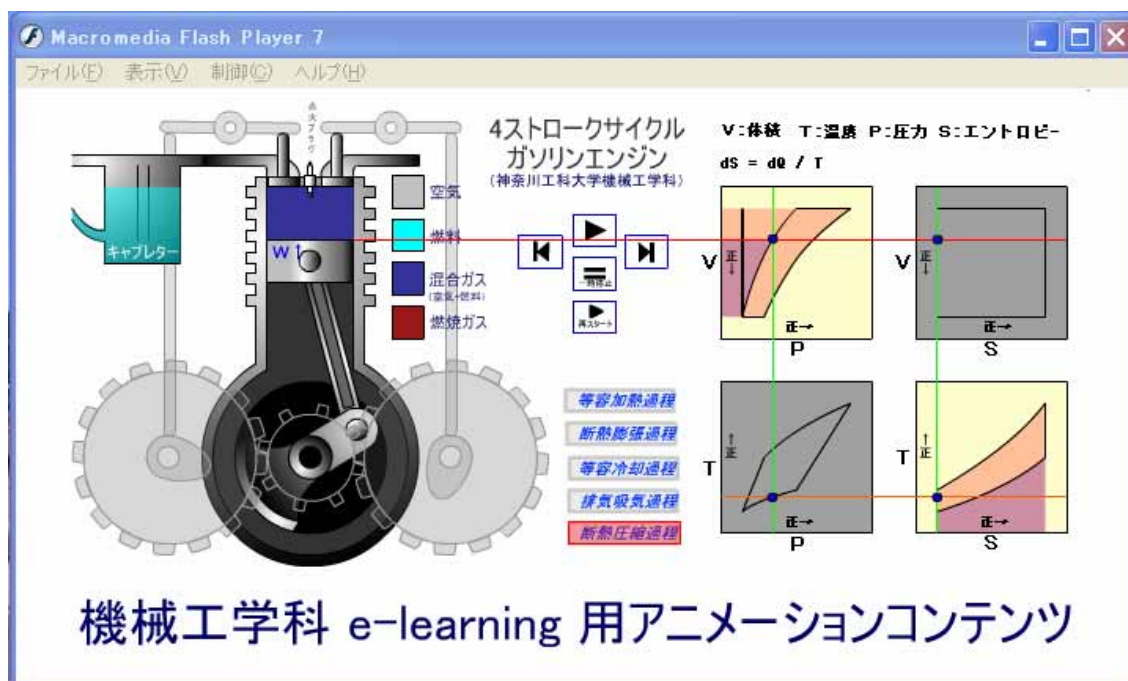 Macromedia Flash Player 7
ファイル(F) 表示(V) 制御(C) ヘルプ(H)
点火プラグ
4ストロークサイクル
ガソリンエンジン
(神奈川工科大学機械工学科)
V:体積 T:温度 P:圧力 S:エントロピー
dS = dQ / T
キャブレター
W↑
空気
燃料
混合ガス
(空気+燃料)
燃焼ガス
一時停止
再スタート
V
正→
正→
P
V
正→
正→
S
等容加熱過程
断熱膨張過程
等容冷却過程
排気吸気過程
断熱圧縮過程
T
←正
正→
P
T
←正
正→
S
機械工学科 e-learning 用アニメーションコンテンツ